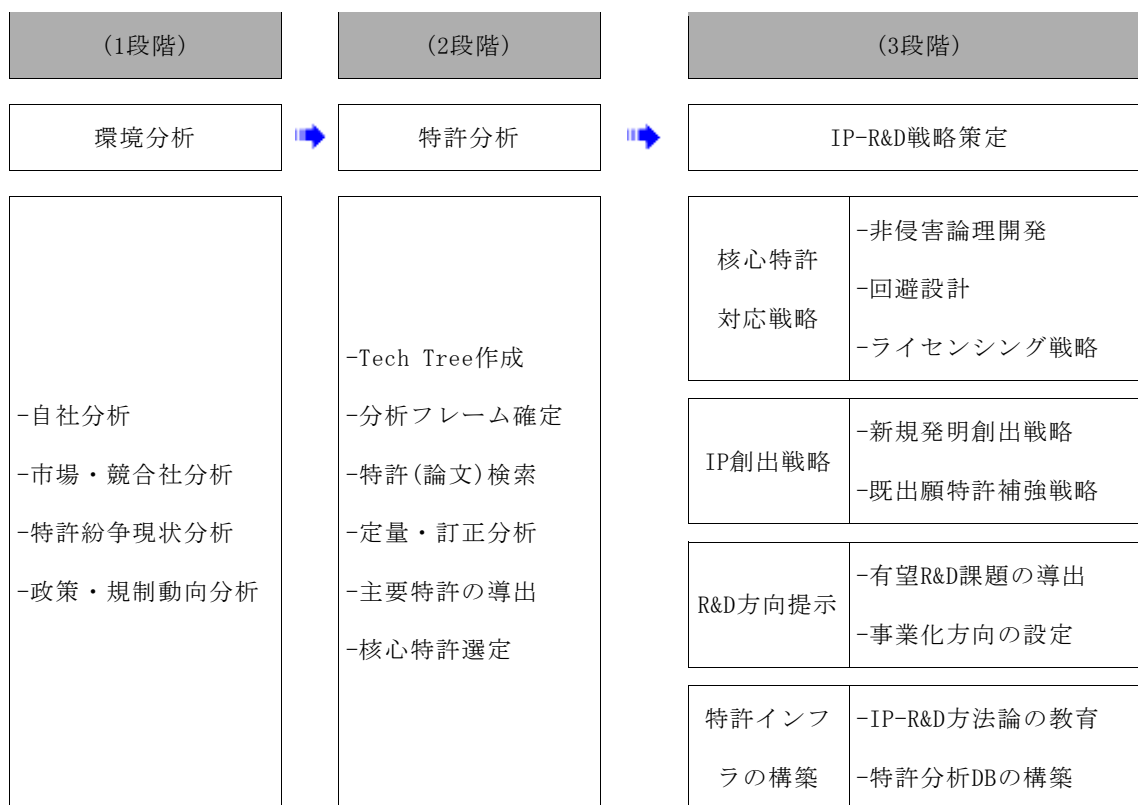 (1段階)
(2段階)
(3段階)
環境分析
特許分析
IP-R&D戦略策定
-自社分析
-市場・競合社分析
-特許紛争現状分析
-政策・規制動向分析
-Tech Tree作成
-分析フレーム確定
-特許(論文)検索
-定量・訂正分析
-主要特許の導出
-核心特許選定
核心特許
対応戦略
-非侵害論理開発
-回避設計
-ライセンシング戦略
IP創出戦略
-新規発明創出戦略
-既出願特許補強戦略
R&D方向提示
-有望R&D課題の導出
-事業化方向の設定
特許インフ
ラの構築
-IP-R&D方法論の教育
-特許分析DBの構築